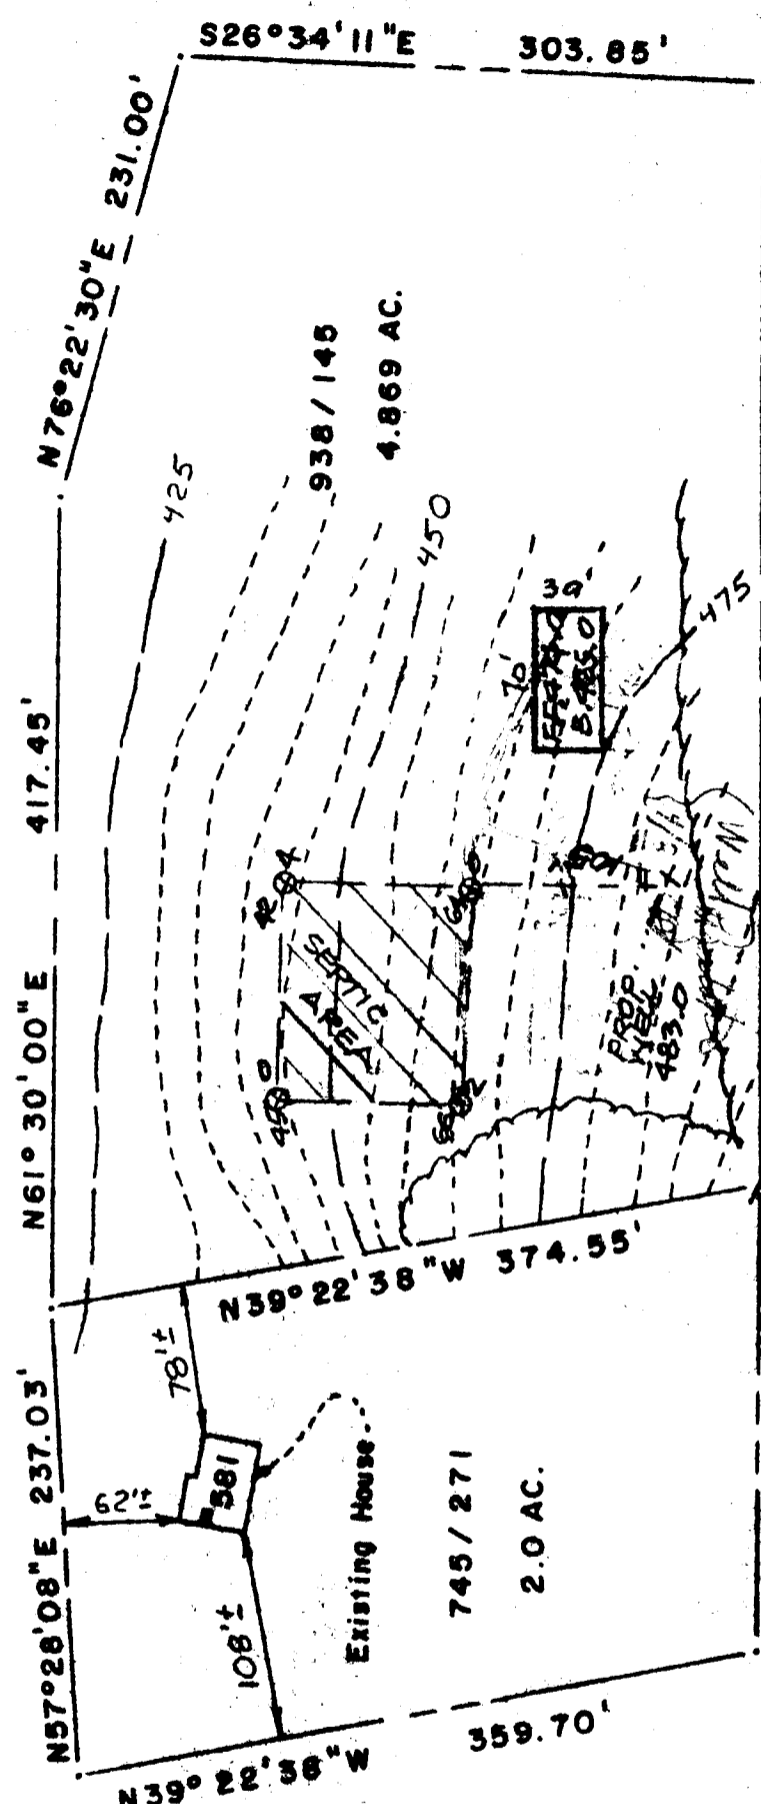 S26°34'11"E 303.85'
N76°22'30"E 231.00'
938/145
4.869 AC.
425
450
475
30'
70'
417.45'
N61°30'00"E
SEPTIC
AREA
PROP.
WELL
483.0
N39°22'38"W 374.55'
237.03'
N57°28'08"E
78'±
62'±
581
108'±
Existing House
745/271
2.0 AC.
N39°22'38"W 359.70'